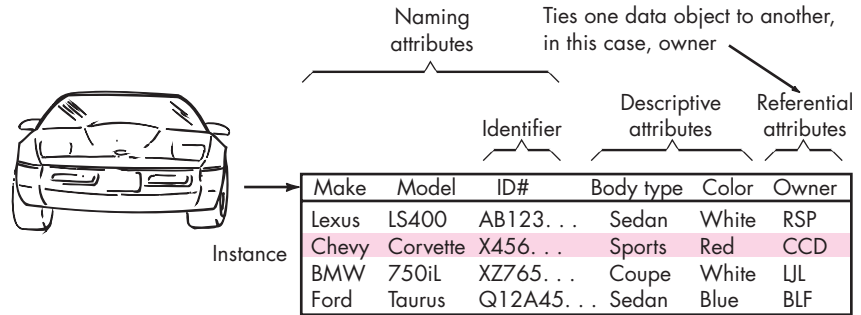 Naming
attributes
Ties one data object to another,
in this case, owner
Identifier
Descriptive
attributes
Referential
attributes
Make Model ID# Body type Color Owner
Lexus LS400 AB123. . . Sedan White RSP
Instance
Chevy Corvette X456. . . Sports Red CCD
BMW 750iL XZ765. . . Coupe White LJL
Ford Taurus Q12A45. . . Sedan Blue BLF